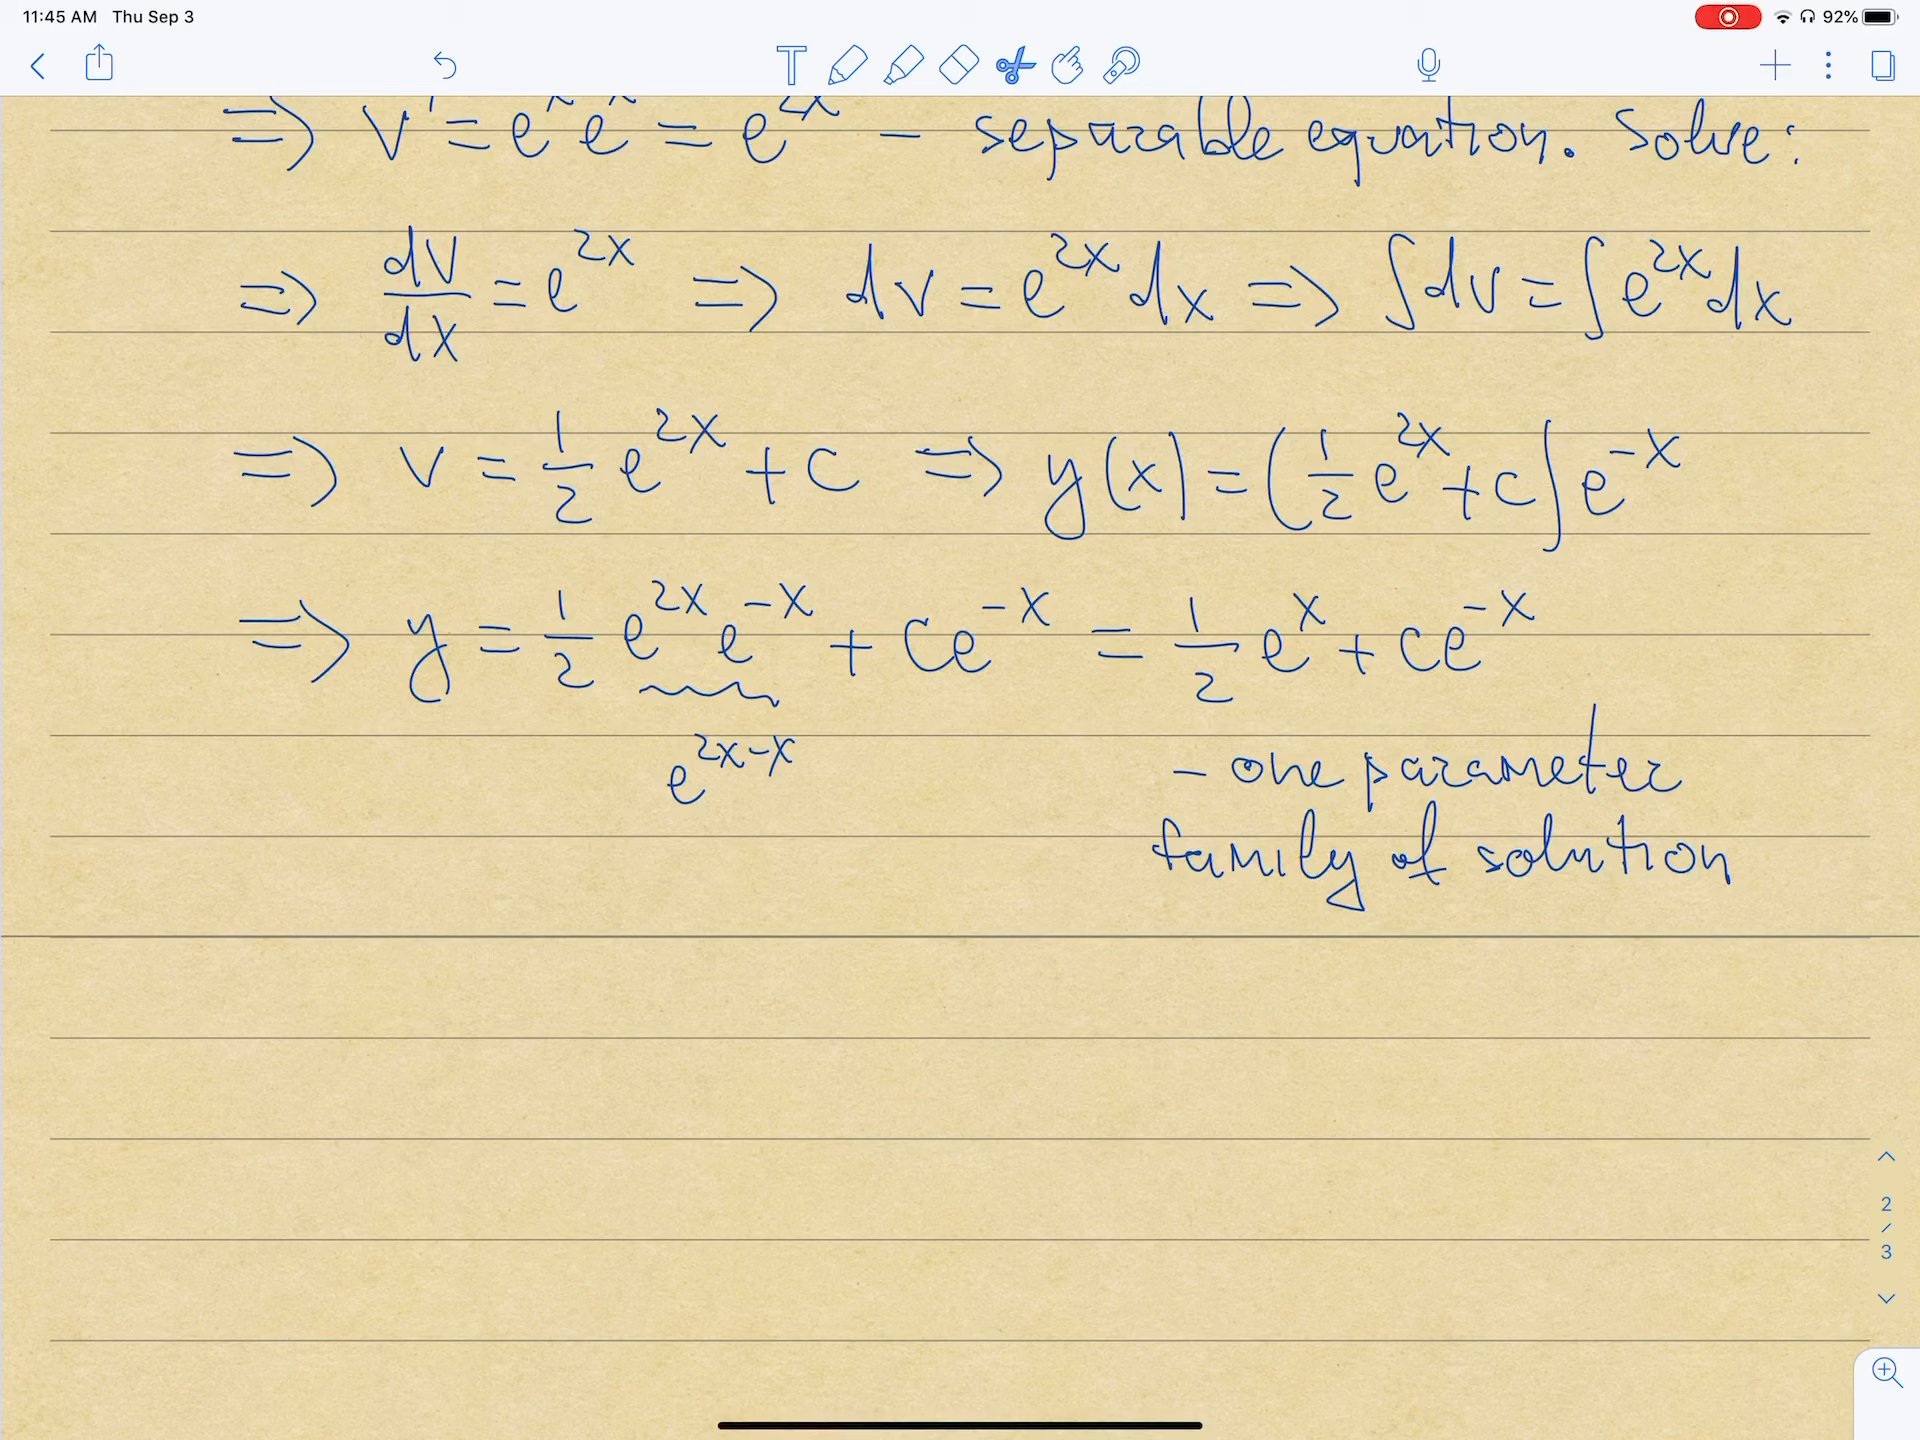 11:45 AM Thu Sep 3 92%
T
=> v' = e^x e^x = e^2x – separable equation. Solve:
=> dv/dx = e^2x => dv = e^2x dx => ∫dv = ∫e^2x dx
=> v = 1/2 e^2x + c => y(x) = (1/2 e^2x + c) e^-x
=> y = 1/2 e^2x e^-x + Ce^-x = 1/2 e^x + Ce^-x
e^2x-x
– one parameter
family of solution
2
/
3